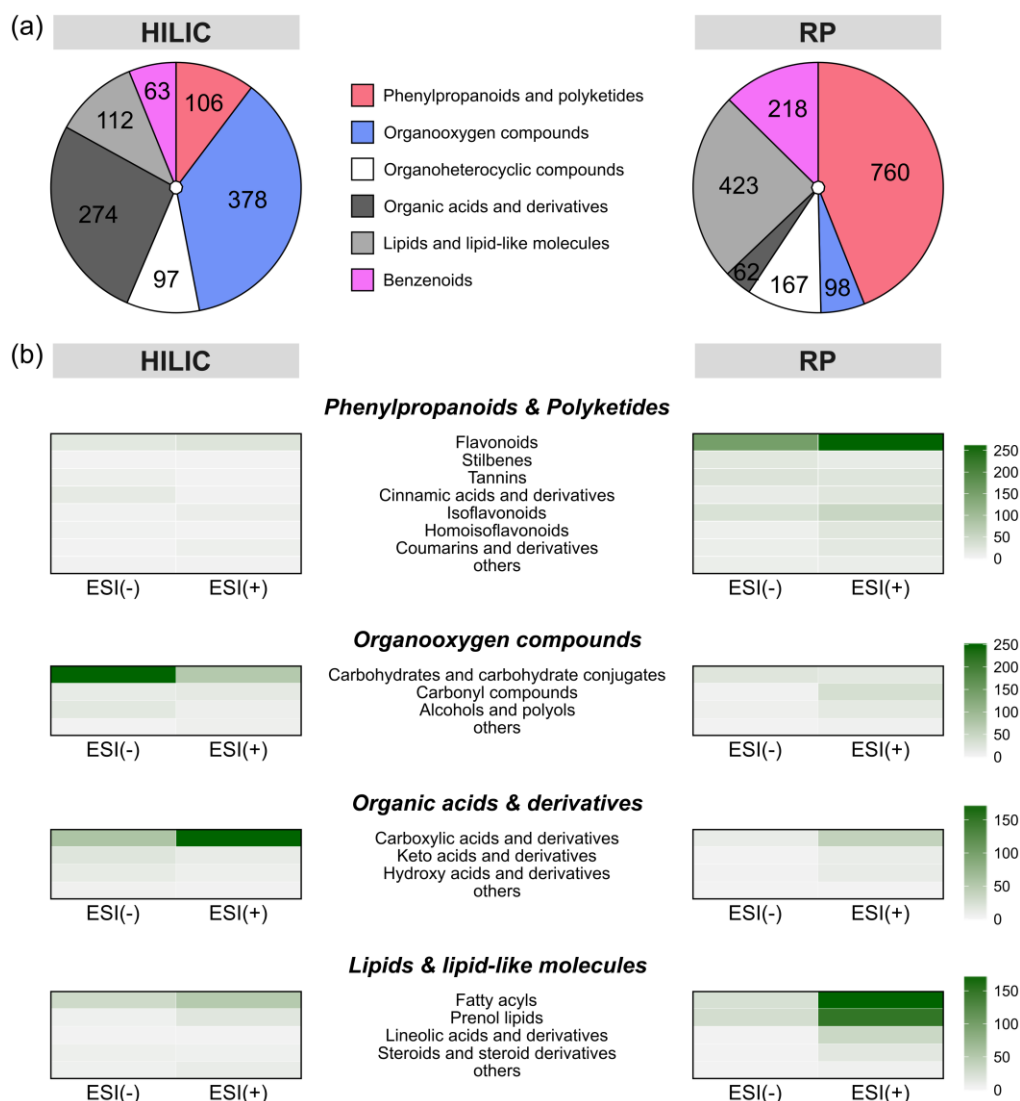 (a)
HILIC
RP
106
378
97
274
112
63
Phenylpropanoids and polyketides
Organooxygen compounds
Organoheterocyclic compounds
Organic acids and derivatives
Lipids and lipid-like molecules
Benzenoids
760
98
167
62
423
218
(b)
HILIC
RP
Phenylpropanoids & Polyketides
Flavonoids
Stilbenes
Tannins
Cinnamic acids and derivatives
Isoflavonoids
Homoisoflavonoids
Coumarins and derivatives
others
ESI(-) ESI(+)
ESI(-) ESI(+)
250
200
150
100
50
0
Organooxygen compounds
Carbohydrates and carbohydrate conjugates
Carbonyl compounds
Alcohols and polyols
others
ESI(-) ESI(+)
ESI(-) ESI(+)
250
200
150
100
50
0
Organic acids & derivatives
Carboxylic acids and derivatives
Keto acids and derivatives
Hydroxy acids and derivatives
others
ESI(-) ESI(+)
ESI(-) ESI(+)
150
100
50
0
Lipids & lipid-like molecules
Fatty acyls
Prenol lipids
Lineolic acids and derivatives
Steroids and steroid derivatives
others
ESI(-) ESI(+)
ESI(-) ESI(+)
150
100
50
0